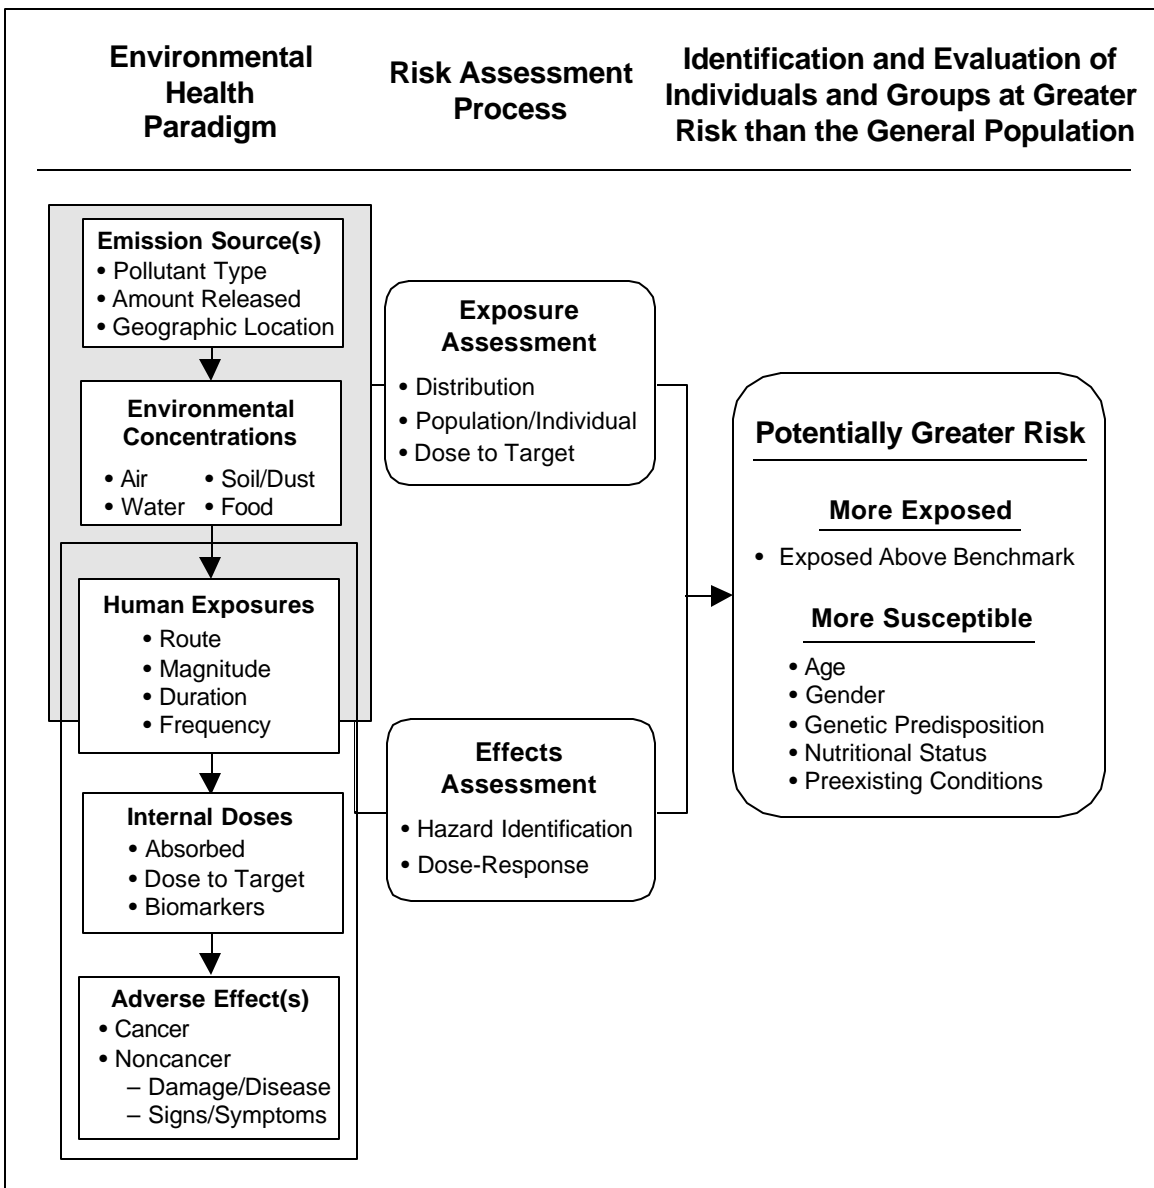 Environmental
Health
Paradigm
Risk Assessment
Process
Identification and Evaluation of
Individuals and Groups at Greater
Risk than the General Population
Emission Source(s)
• Pollutant Type
• Amount Released
• Geographic Location
Environmental
Concentrations
• Air • Soil/Dust
• Water • Food
Human Exposures
• Route
• Magnitude
• Duration
• Frequency
Internal Doses
• Absorbed
• Dose to Target
• Biomarkers
Adverse Effect(s)
• Cancer
• Noncancer
– Damage/Disease
– Signs/Symptoms
Exposure
Assessment
• Distribution
• Population/Individual
• Dose to Target
Effects
Assessment
• Hazard Identification
• Dose-Response
Potentially Greater Risk
More Exposed
• Exposed Above Benchmark
More Susceptible
• Age
• Gender
• Genetic Predisposition
• Nutritional Status
• Preexisting Conditions